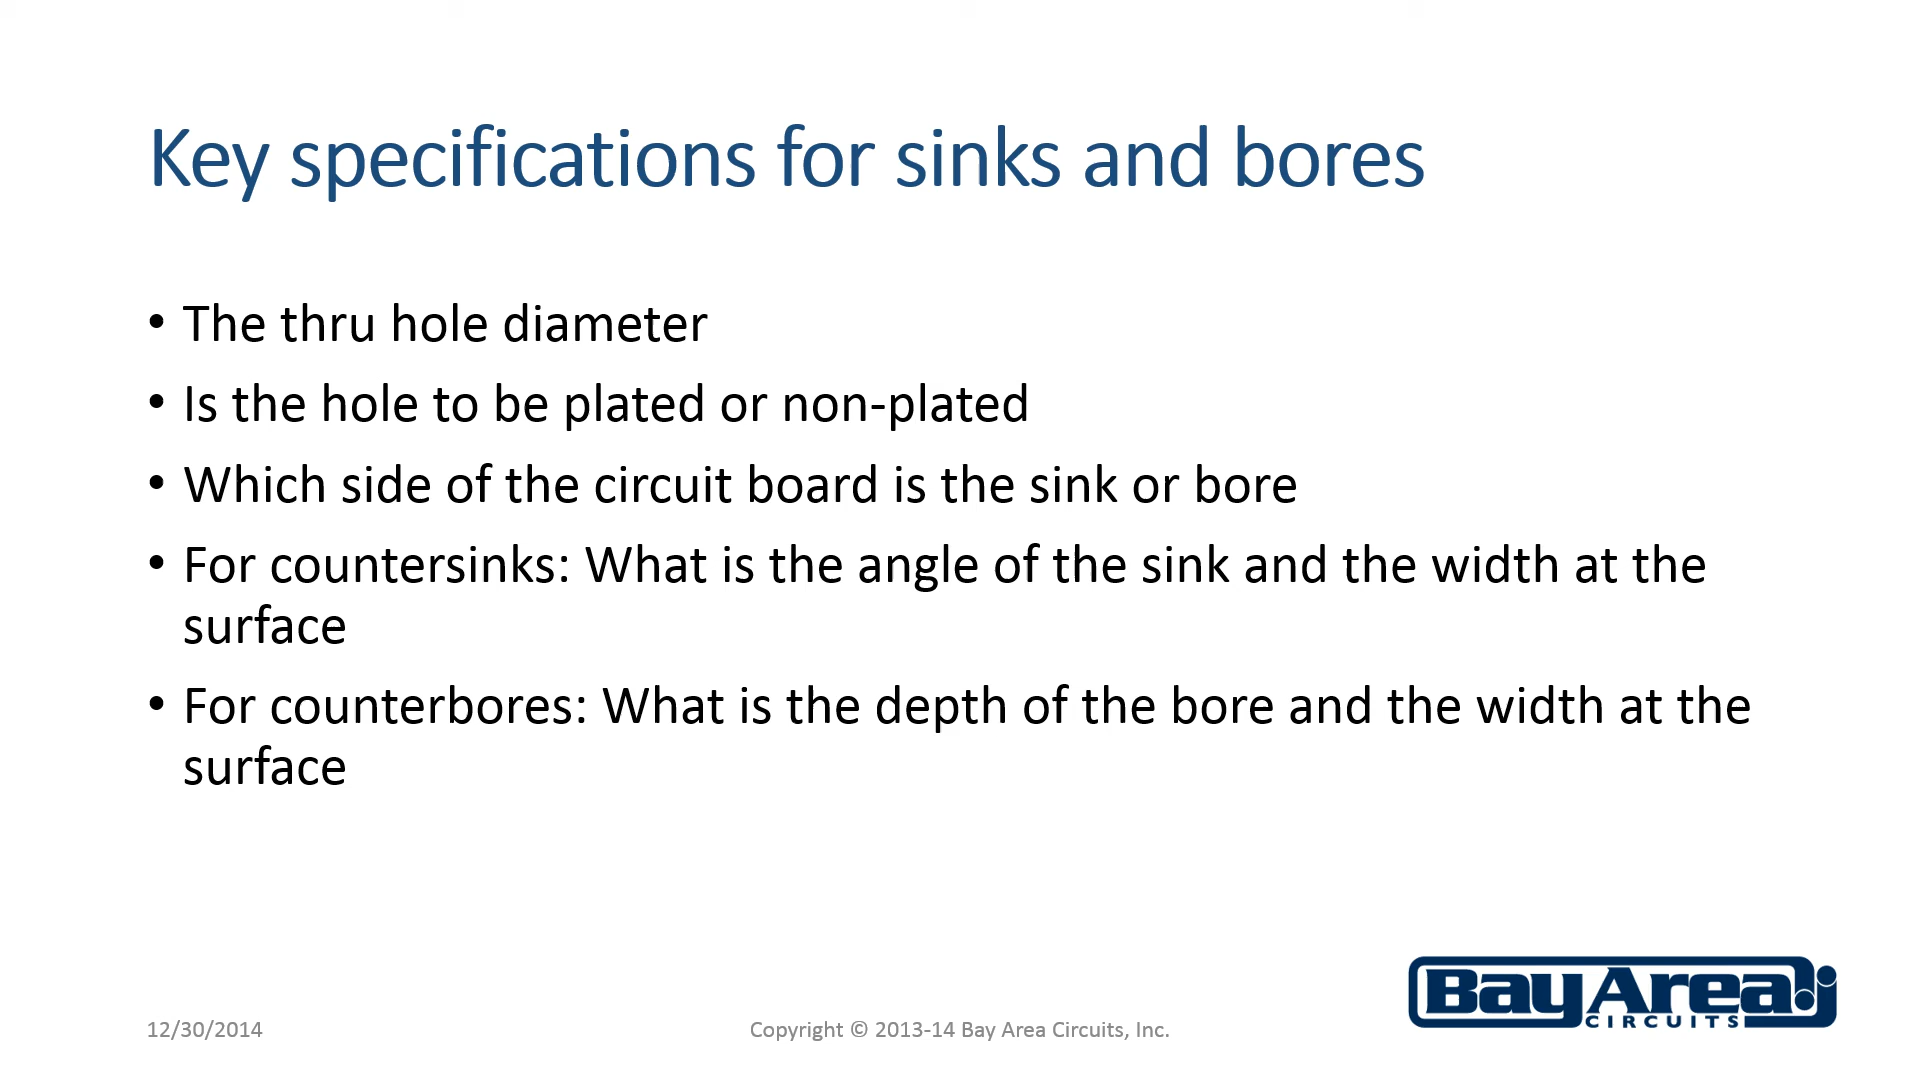 Key specifications for sinks and bores
• The thru hole diameter
• Is the hole to be plated or non-plated
• Which side of the circuit board is the sink or bore
• For countersinks: What is the angle of the sink and the width at the
surface
• For counterbores: What is the depth of the bore and the width at the
surface
Bay Area
CIRCUITS
12/30/2014
Copyright © 2013-14 Bay Area Circuits, Inc.